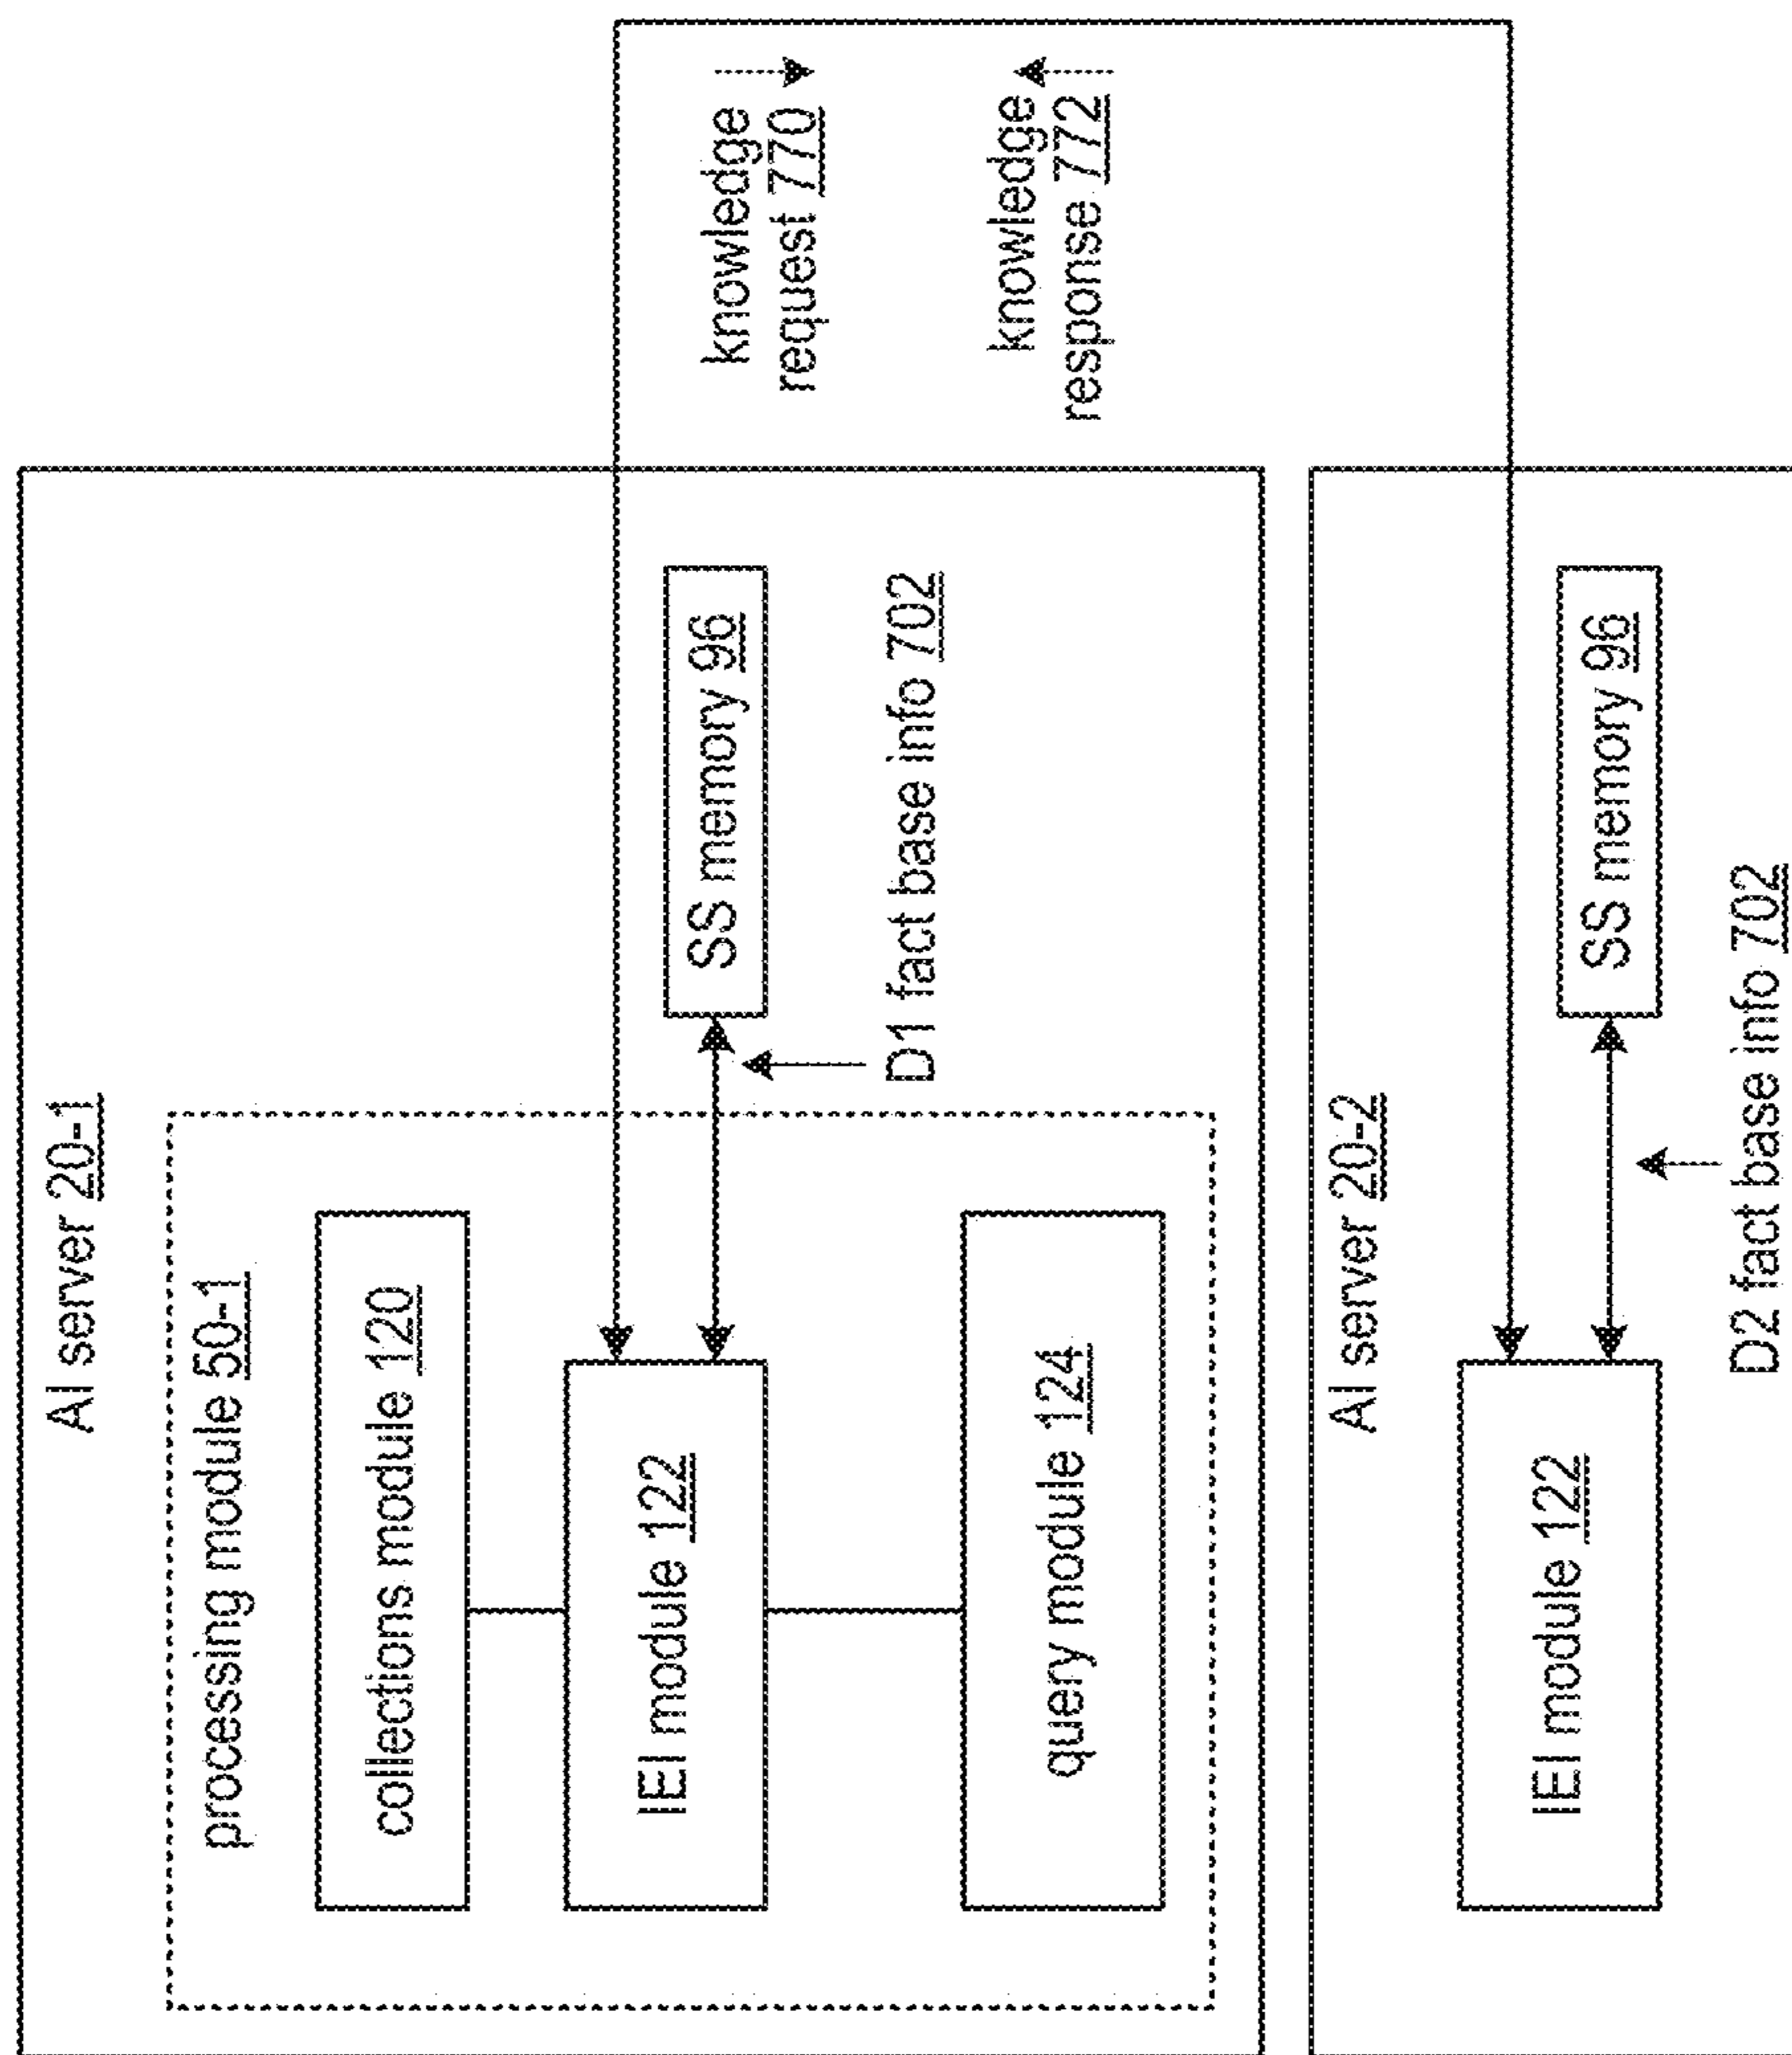 AI server 20-1
processing module 50-1
collections module 120
IEI module 122
query module 124
SS memory 96
D1 fact base info 702
knowledge
request 770
knowledge
response 772
AI server 20-2
IEI module 122
SS memory 96
D2 fact base info 702